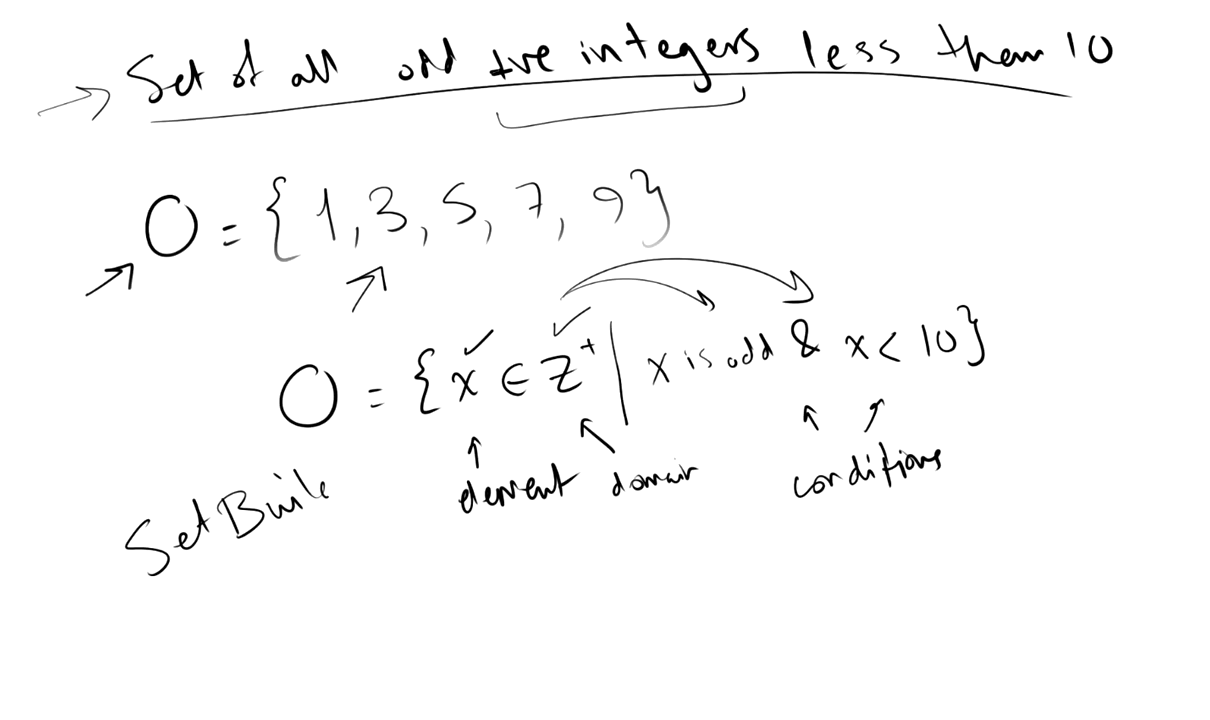 Set of all odd +ve integers less then 10
O = { 1, 3, 5, 7, 9}
O = { x ∈ Z⁺ | x is odd & x < 10}
element domain conditions
Set Buile